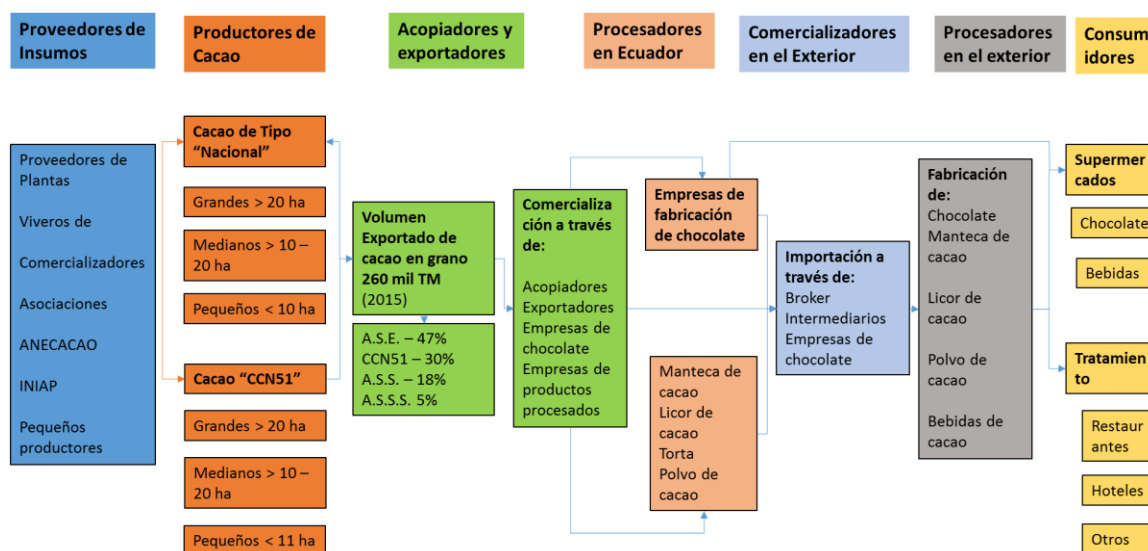 Proveedores de
Insumos
Productores de
Cacao
Acopiadores y
exportadores
Procesadores
en Ecuador
Comercializadores
en el Exterior
Procesadores
en el exterior
Consum
idores
Proveedores de
Plantas
Viveros de
Comercializadores
Asociaciones
ANECACAO
INIAP
Pequeños
productores
Cacao de Tipo
“Nacional”
Grandes > 20 ha
Medianos > 10 –
20 ha
Pequeños < 10 ha
Cacao “CCN51”
Grandes > 20 ha
Medianos > 10 –
20 ha
Pequeños < 11 ha
Volumen
Exportado de
cacao en grano
260 mil TM
(2015)
A.S.E. – 47%
CCN51 – 30%
A.S.S. – 18%
A.S.S.S. 5%
Comercializa
ción a través
de:
Acopiadores
Exportadores
Empresas de
chocolate
Empresas de
productos
procesados
Empresas de
fabricación
de chocolate
Manteca de
cacao
Licor de
cacao
Torta
Polvo de
cacao
Importación a
través de:
Broker
Intermediarios
Empresas de
chocolate
Fabricación
de:
Chocolate
Manteca de
cacao
Licor de
cacao
Polvo de
cacao
Bebidas de
cacao
Supermer
cados
Chocolate
Bebidas
Tratamien
to
Restaur
antes
Hoteles
Otros